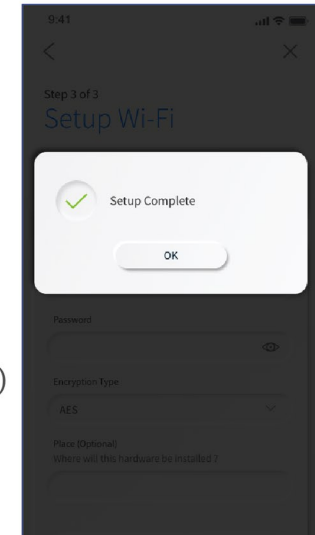 9:41
Step 3 of 3
Setup Wi-Fi
Setup Complete
OK
Password
Encryption Type
AES
Place (Optional)
Where will this hardware be installed ?
)